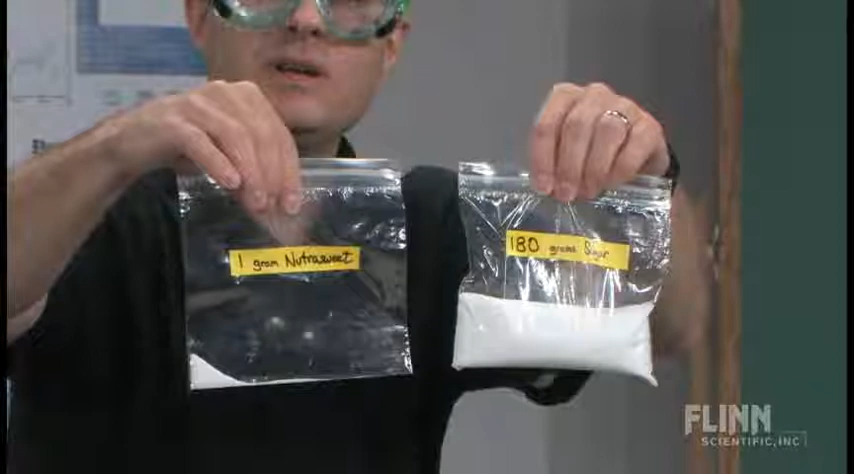 1 gram Nutrasweet
180 grams Sugar
FLINN
SCIENTIFIC, INC